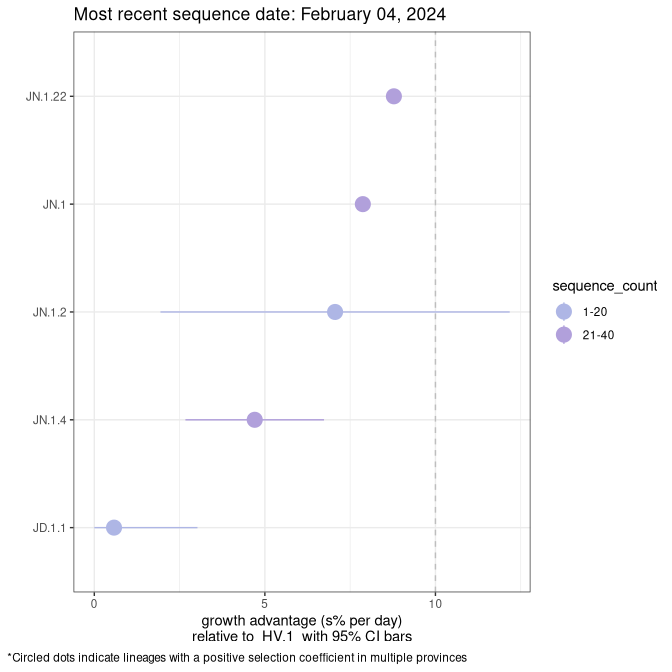 Most recent sequence date: February 04, 2024
JN.1.22
JN.1
JN.1.2
JN.1.4
JD.1.1
0 5 10
growth advantage (s% per day)
relative to  HV.1  with 95% CI bars
sequence_count
1-20
21-40
*Circled dots indicate lineages with a positive selection coefficient in multiple provinces